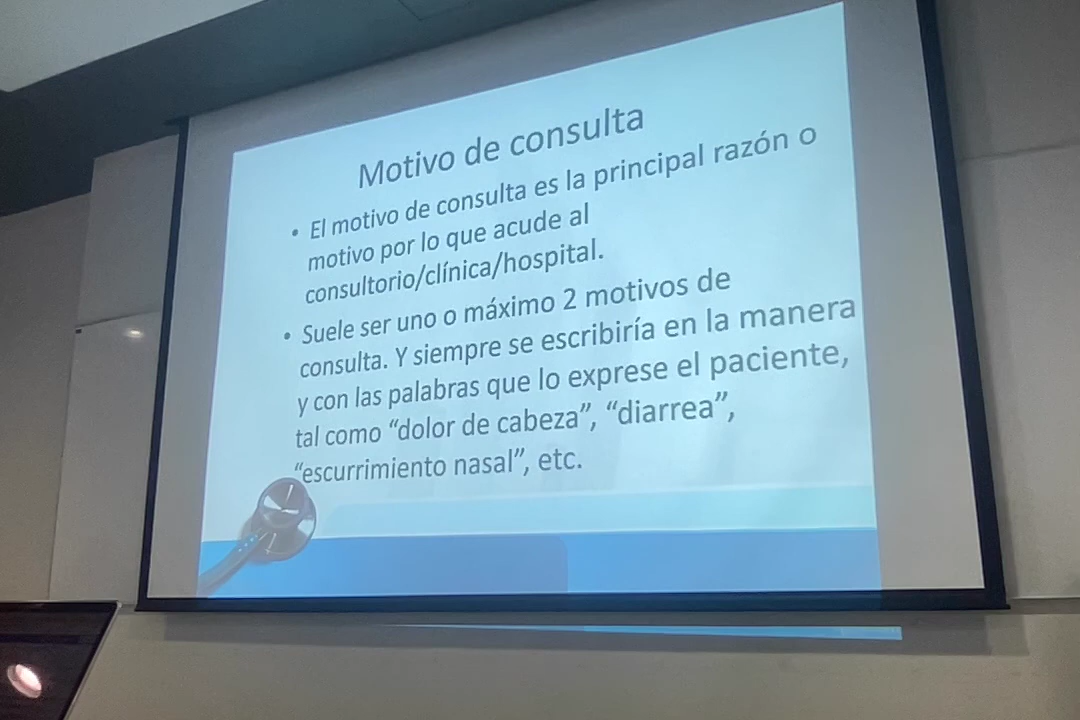 Motivo de consulta
• El motivo de consulta es la principal razón o
motivo por lo que acude al
consultorio/clínica/hospital.
• Suele ser uno o máximo 2 motivos de
consulta. Y siempre se escribiría en la manera
y con las palabras que lo exprese el paciente,
tal como “dolor de cabeza”, “diarrea”,
“escurrimiento nasal”, etc.